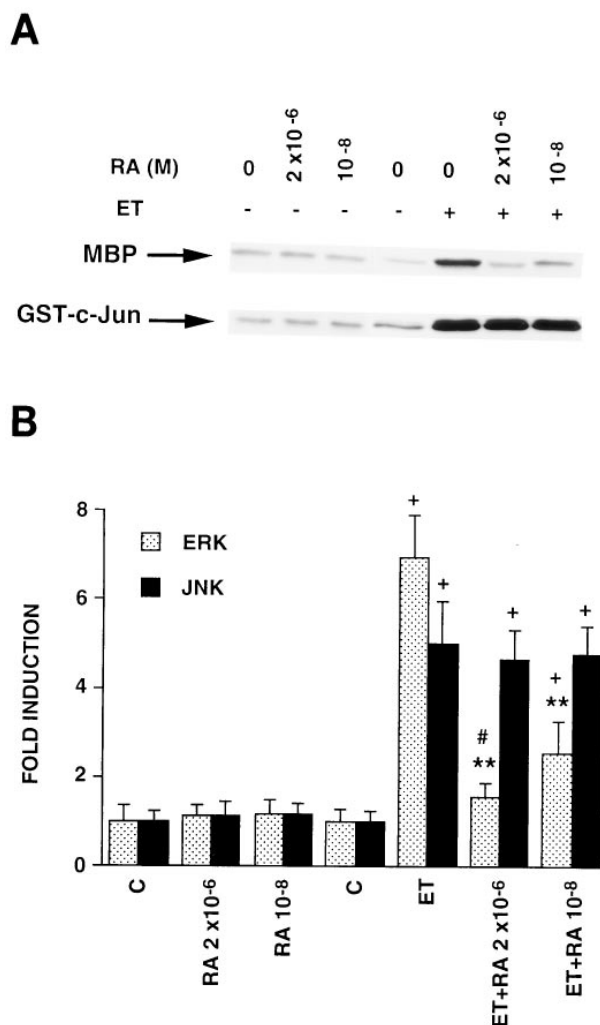 A
RA (M) 0 2 x10-6 10-8 0 0 2 x10-6 10-8
ET - - - - + + +
MBP
GST-c-Jun
B
8
6
4
2
0
FOLD INDUCTION
ERK
JNK
+
+
+
+
#
**
+
**
C
RA 2 x10-6
RA 10-8
C
ET
ET+RA 2 x10-6
ET+RA 10-8